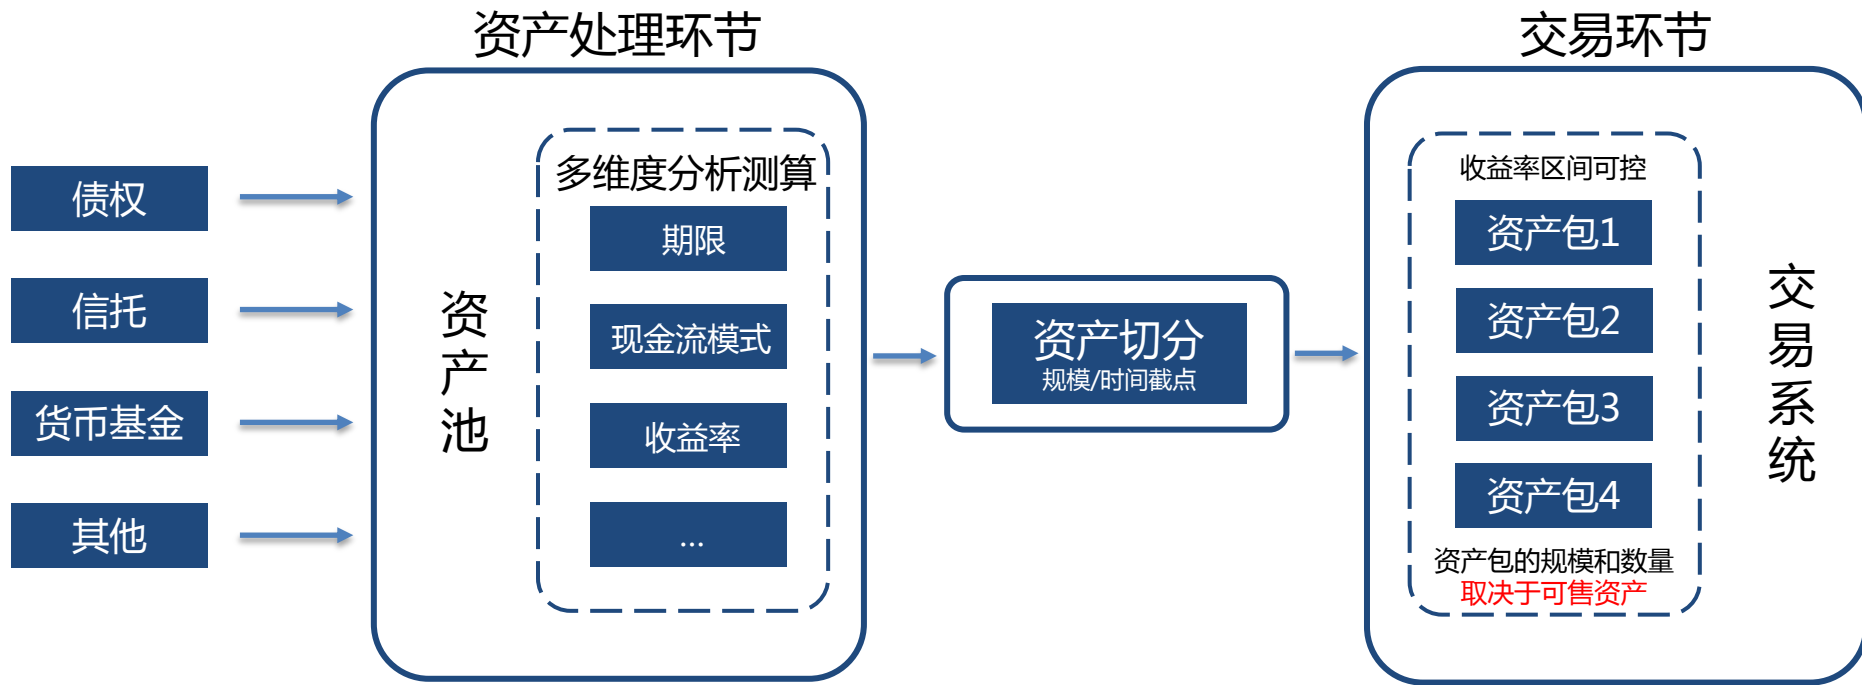 资产处理环节
交易环节
债权
信托
货币基金
其他
资产池
多维度分析测算
期限
现金流模式
收益率
...
资产切分
规模/时间截点
收益率区间可控
资产包1
资产包2
资产包3
资产包4
资产包的规模和数量
取决于可售资产
交易系统